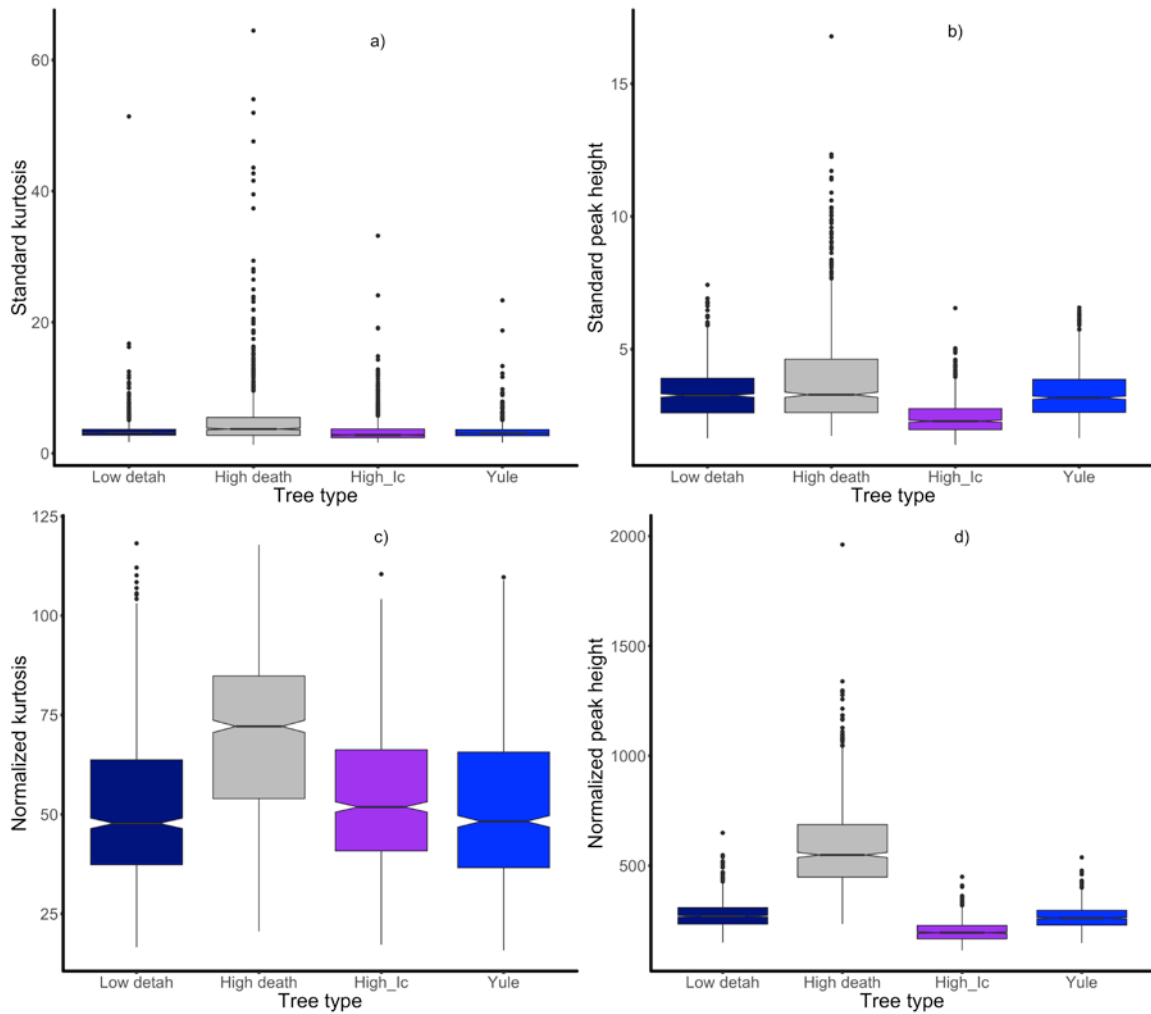 a)
Standard kurtosis
60
40
20
0
Low detah High death High_lc Yule
Tree type
b)
Standard peak height
15
10
5
Low detah High death High_lc Yule
Tree type
c)
Normalized kurtosis
125
100
75
50
25
Low detah High death High_lc Yule
Tree type
d)
Normalized peak height
2000
1500
1000
500
Low detah High death High_lc Yule
Tree type